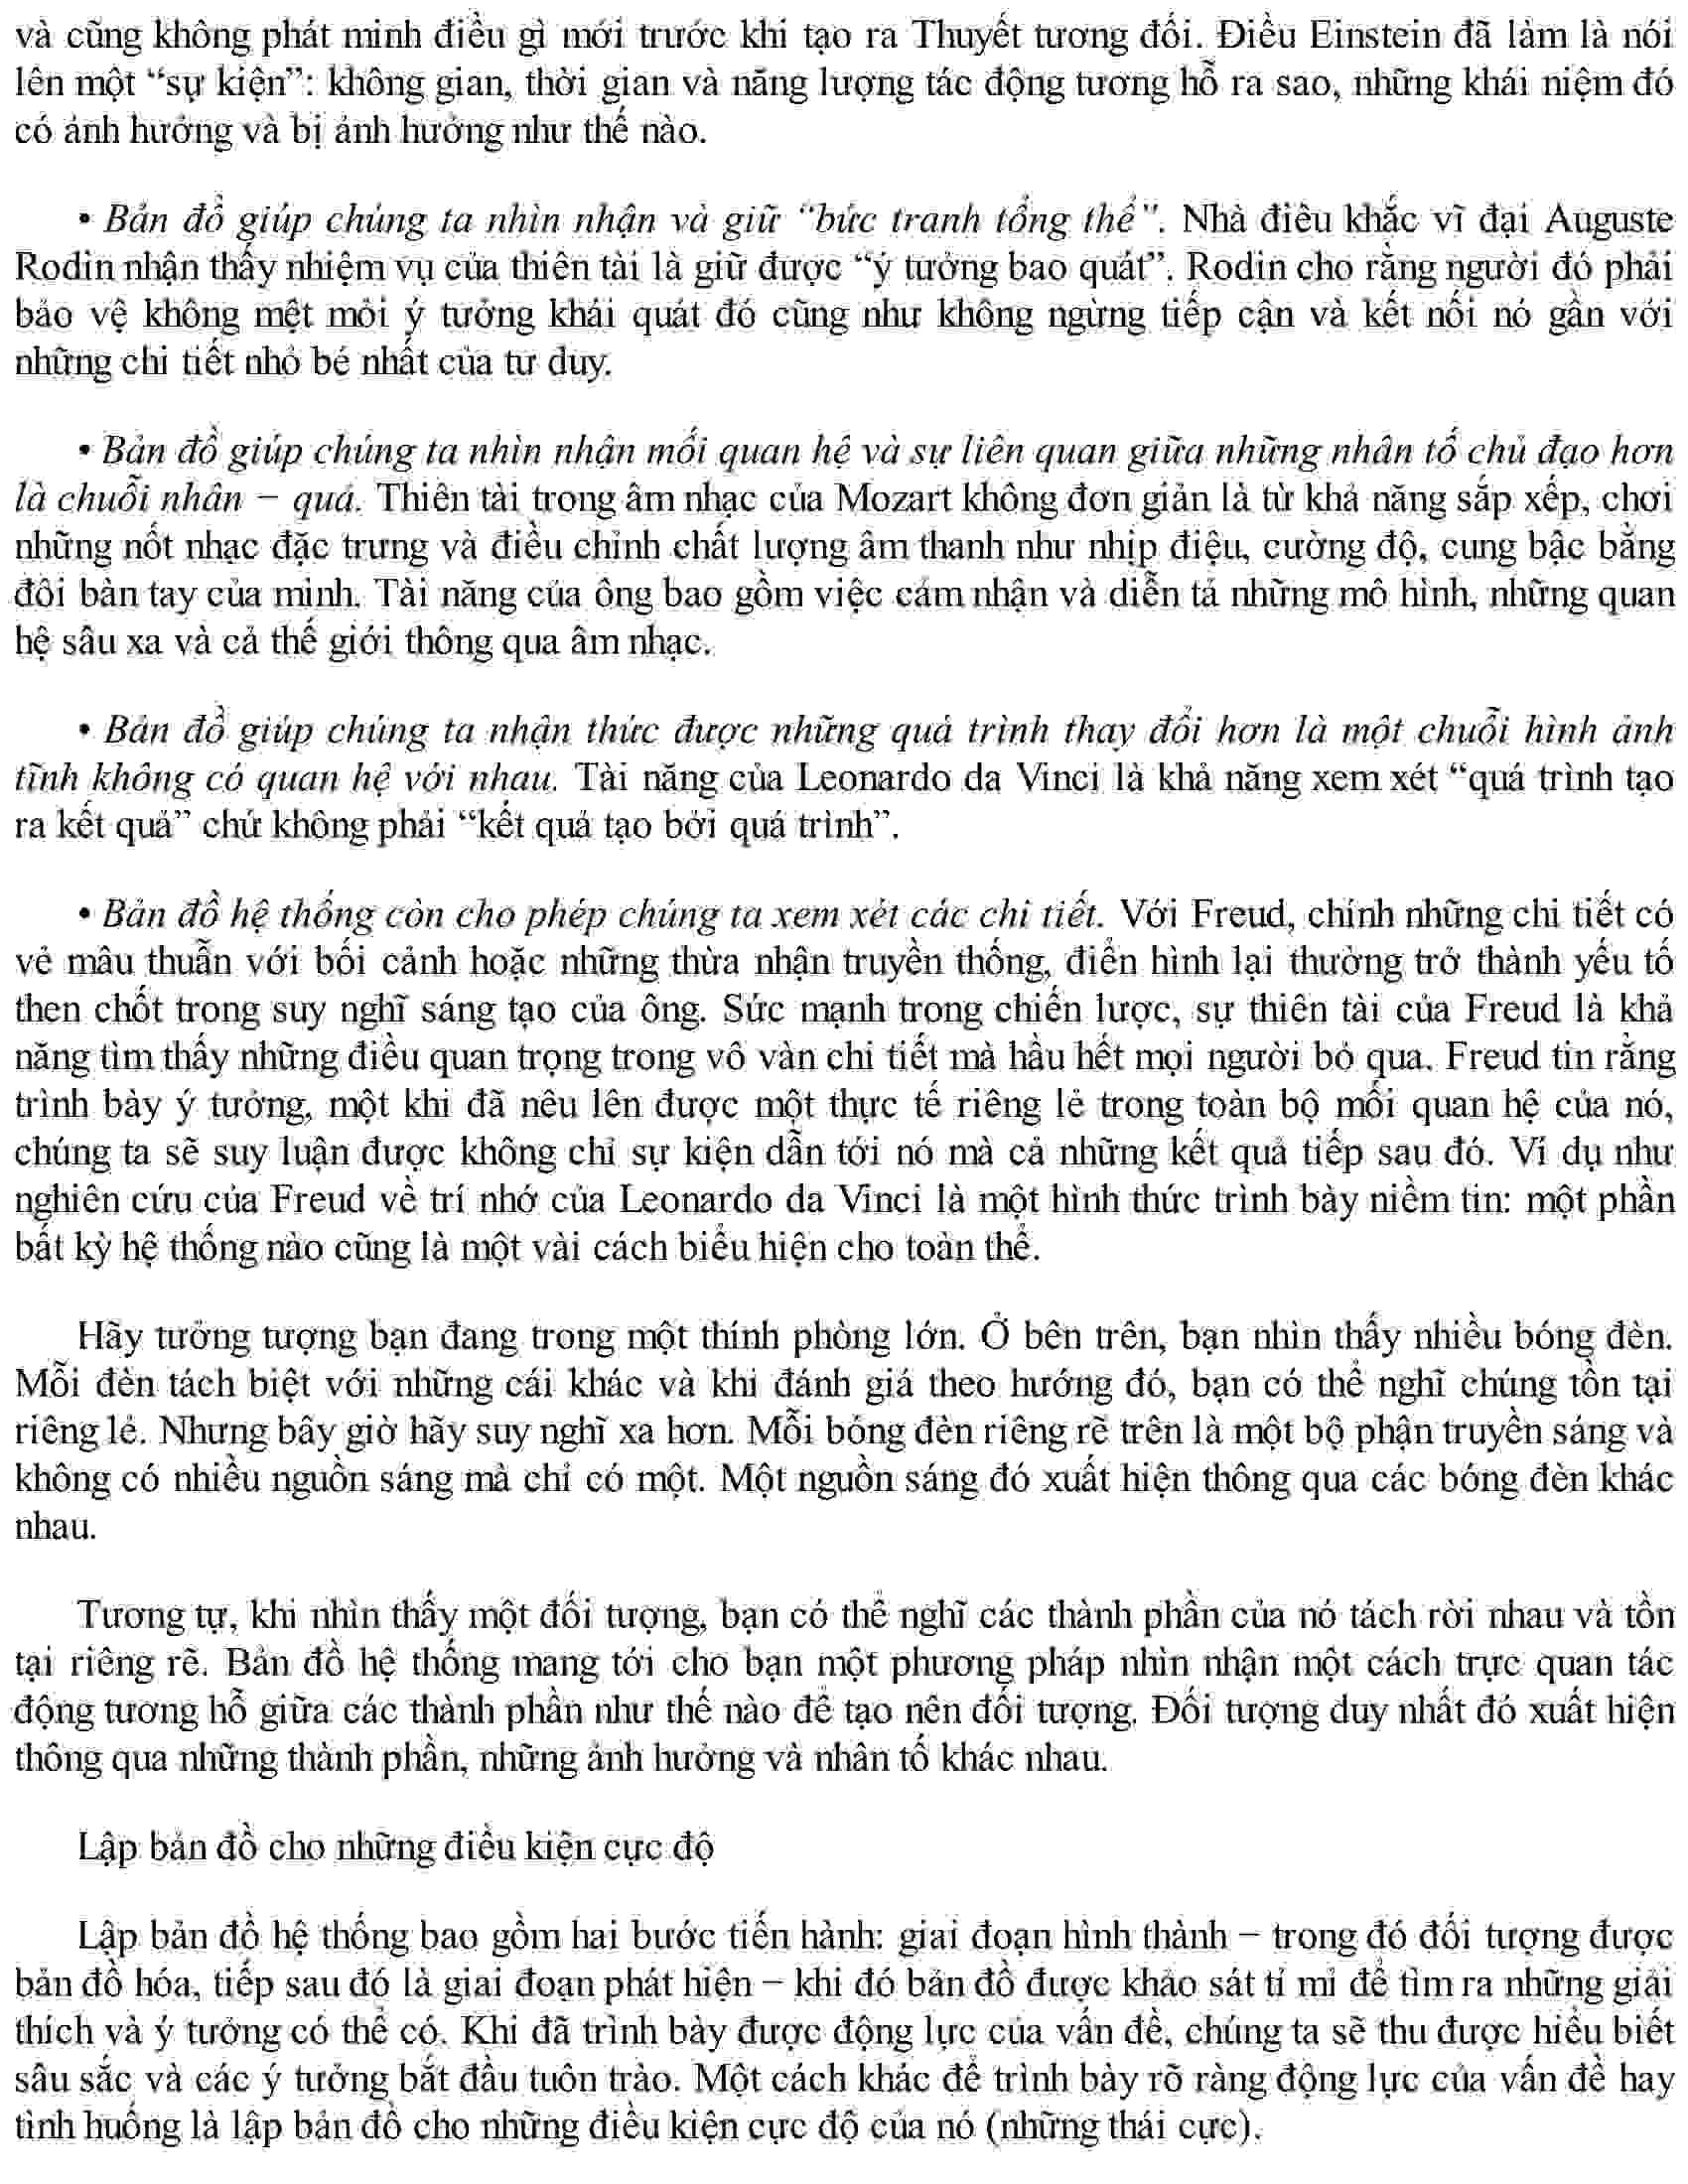 và cũng không phát minh điều gì mới trước khi tạo ra Thuyết tương đối. Điều Einstein đã làm là nói
lên một “sự kiện”: không gian, thời gian và năng lượng tác động tương hỗ ra sao, những khái niệm đó
có ảnh hưởng và bị ảnh hưởng như thế nào.
• Bản đồ giúp chúng ta nhìn nhận và giữ “bức tranh tổng thể”. Nhà điêu khắc vĩ đại Auguste
Rodin nhận thấy nhiệm vụ của thiên tài là giữ được “ý tưởng bao quát”. Rodin cho rằng người đó phải
bảo vệ không mệt mỏi ý tưởng khái quát đó cũng như không ngừng tiếp cận và kết nối nó gần với
những chi tiết nhỏ bé nhất của tư duy.
• Bản đồ giúp chúng ta nhìn nhận mối quan hệ và sự liên quan giữa những nhân tố chủ đạo hơn
là chuỗi nhân – quả. Thiên tài trong âm nhạc của Mozart không đơn giản là từ khả năng sắp xếp, chơi
những nốt nhạc đặc trưng và điều chỉnh chất lượng âm thanh như nhịp điệu, cường độ, cung bậc bằng
đôi bàn tay của mình. Tài năng của ông bao gồm việc cảm nhận và diễn tả những mô hình, những quan
hệ sâu xa và cả thế giới thông qua âm nhạc.
• Bản đồ giúp chúng ta nhận thức được những quá trình thay đổi hơn là một chuỗi hình ảnh
tĩnh không có quan hệ với nhau. Tài năng của Leonardo da Vinci là khả năng xem xét “quá trình tạo
ra kết quả” chứ không phải “kết quả tạo bởi quá trình”.
• Bản đồ hệ thống còn cho phép chúng ta xem xét các chi tiết. Với Freud, chính những chi tiết có
vẻ mâu thuẫn với bối cảnh hoặc những thừa nhận truyền thống, điển hình lại thường trở thành yếu tố
then chốt trong suy nghĩ sáng tạo của ông. Sức mạnh trong chiến lược, sự thiên tài của Freud là khả
năng tìm thấy những điều quan trọng trong vô vàn chi tiết mà hầu hết mọi người bỏ qua. Freud tin rằng
trình bày ý tưởng, một khi đã nêu lên được một thực tế riêng lẻ trong toàn bộ mối quan hệ của nó,
chúng ta sẽ suy luận được không chỉ sự kiện dẫn tới nó mà cả những kết quả tiếp sau đó. Ví dụ như
nghiên cứu của Freud về trí nhớ của Leonardo da Vinci là một hình thức trình bày niềm tin: một phần
bất kỳ hệ thống nào cũng là một vài cách biểu hiện cho toàn thể.
Hãy tưởng tượng bạn đang trong một thính phòng lớn. Ở bên trên, bạn nhìn thấy nhiều bóng đèn.
Mỗi đèn tách biệt với những cái khác và khi đánh giá theo hướng đó, bạn có thể nghĩ chúng tồn tại
riêng lẻ. Nhưng bây giờ hãy suy nghĩ xa hơn. Mỗi bóng đèn riêng rẽ trên là một bộ phận truyền sáng và
không có nhiều nguồn sáng mà chỉ có một. Một nguồn sáng đó xuất hiện thông qua các bóng đèn khác
nhau.
Tương tự, khi nhìn thấy một đối tượng, bạn có thể nghĩ các thành phần của nó tách rời nhau và tồn
tại riêng rẽ. Bản đồ hệ thống mang tới cho bạn một phương pháp nhìn nhận một cách trực quan tác
động tương hỗ giữa các thành phần như thế nào để tạo nên đối tượng. Đối tượng duy nhất đó xuất hiện
thông qua những thành phần, những ảnh hưởng và nhân tố khác nhau.
Lập bản đồ cho những điều kiện cực độ
Lập bản đồ hệ thống bao gồm hai bước tiến hành: giai đoạn hình thành – trong đó đối tượng được
bản đồ hóa, tiếp sau đó là giai đoạn phát hiện – khi đó bản đồ được khảo sát tỉ mỉ để tìm ra những giải
thích và ý tưởng có thể có. Khi đã trình bày được động lực của vấn đề, chúng ta sẽ thu được hiểu biết
sâu sắc và các ý tưởng bắt đầu tuôn trào. Một cách khác để trình bày rõ ràng động lực của vấn đề hay
tình huống là lập bản đồ cho những điều kiện cực độ của nó (những thái cực).